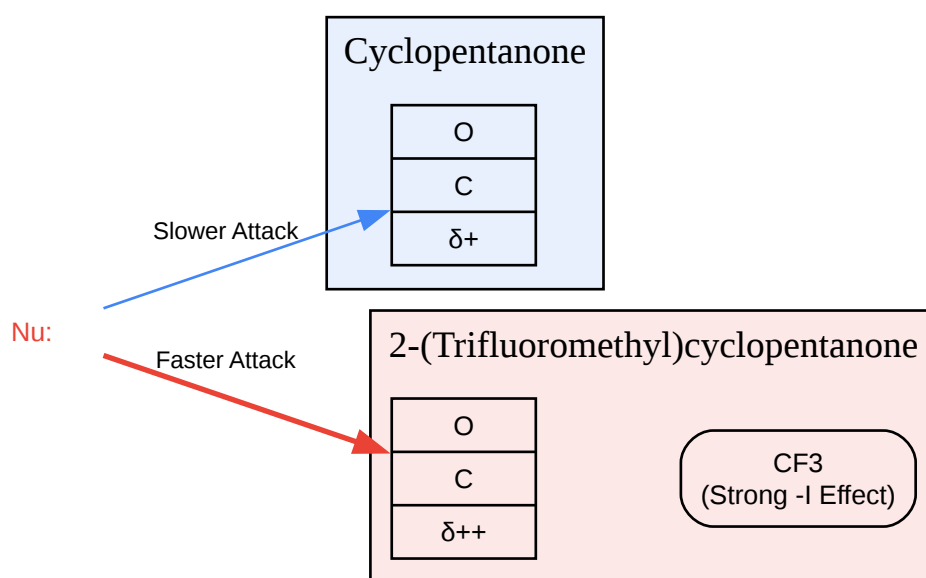 Cyclopentanone
O
C
δ+
Slower Attack
Nu:
Faster Attack
2-(Trifluoromethyl)cyclopentanone
O
C
δ++
CF3
(Strong -I Effect)